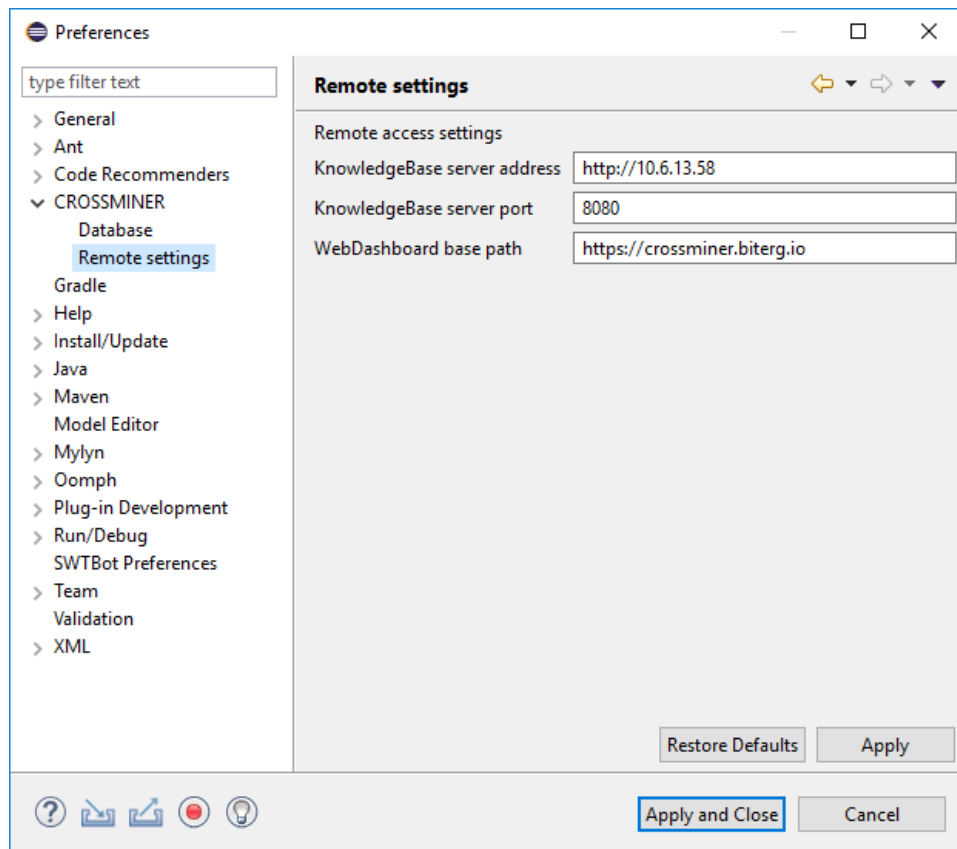 Preferences
type filter text
General
Ant
Code Recommenders
CROSSMINER
Database
Remote settings
Gradle
Help
Install/Update
Java
Maven
Model Editor
Mylyn
Oomph
Plug-in Development
Run/Debug
SWTBot Preferences
Team
Validation
XML
Remote settings
Remote access settings
KnowledgeBase server address http://10.6.13.58
KnowledgeBase server port 8080
WebDashboard base path https://crossminer.biterg.io
Restore Defaults Apply
? Apply and Close Cancel